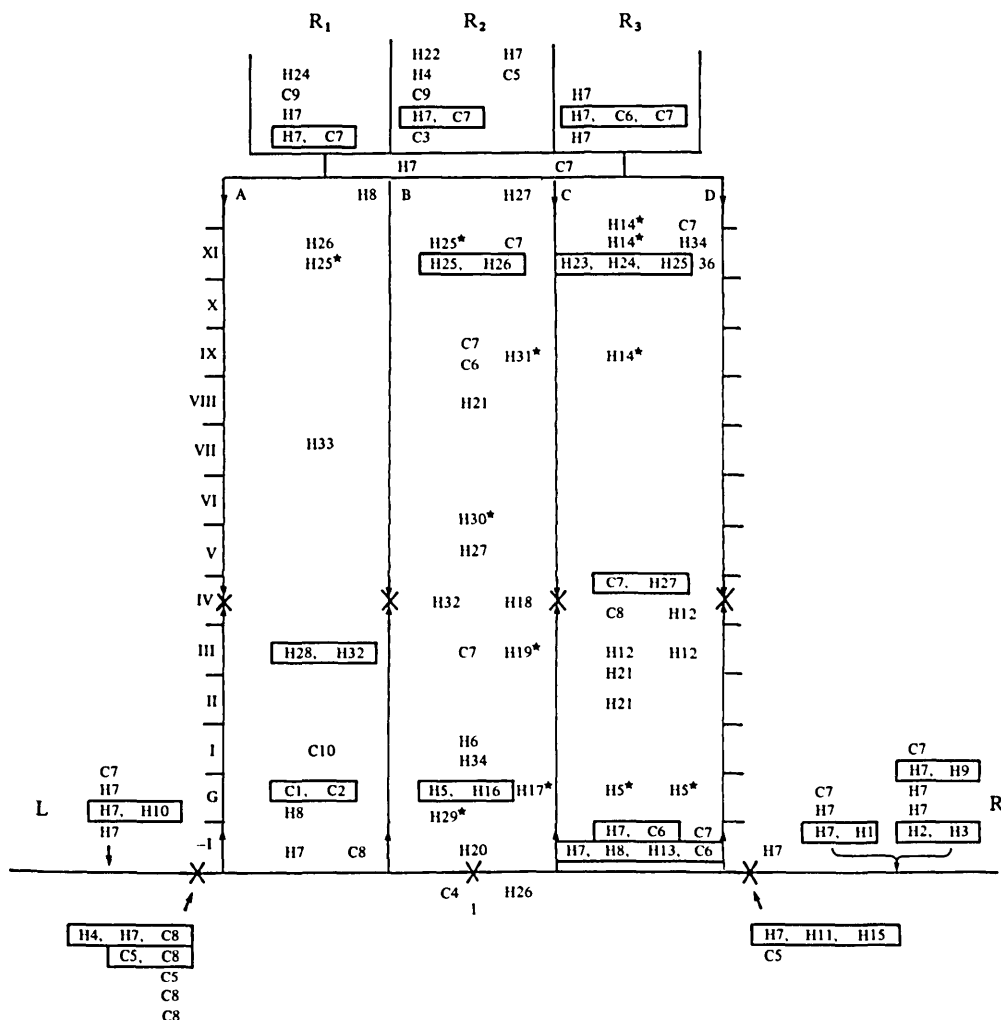 R1 R2 R3
H22 H7
H24 H4 C5
C9 C9 H7
H7 H7, C7 H7, C6, C7
H7, C7 C3 H7
H7 C7
A H8 B H27 C D
H14* C7
XI H26 H25* C7 H14* H34
H25* H25, H26 H23, H24, H25 36
X
C7
IX H31* H14*
C6
VIII H21
VII H33
VI
H30*
V H27
C7, H27
IV H32 H18
C8 H12
III H28, H32 C7 H19* H12 H12
H21
II H21
H6
I C10 C7
H34
C7 H7, H9
H7 G C1, C2 H5, H16 H17* H5* H5* C7 H7
L H7, H10 H8 H29* H7 H7 R
H7 H7, C6 C7 H7, H1 H2, H3
-I H7 C8 H20 H7, H8, H13, C6 H7
C4 H26
1
H4, H7, C8 H7, H11, H15
C5, C8 C5
C5
C8
C8